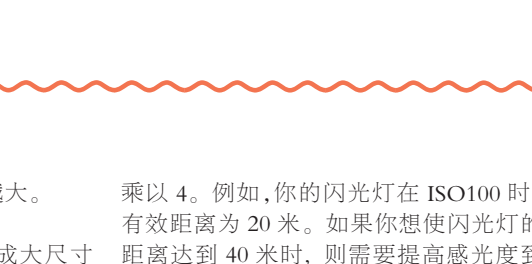 大。
成大尺寸
乘以 4。例如,你的闪光灯在 ISO100 时
有效距离为 20 米。如果你想使闪光灯的
距离达到 40 米时, 则需要提高感光度到